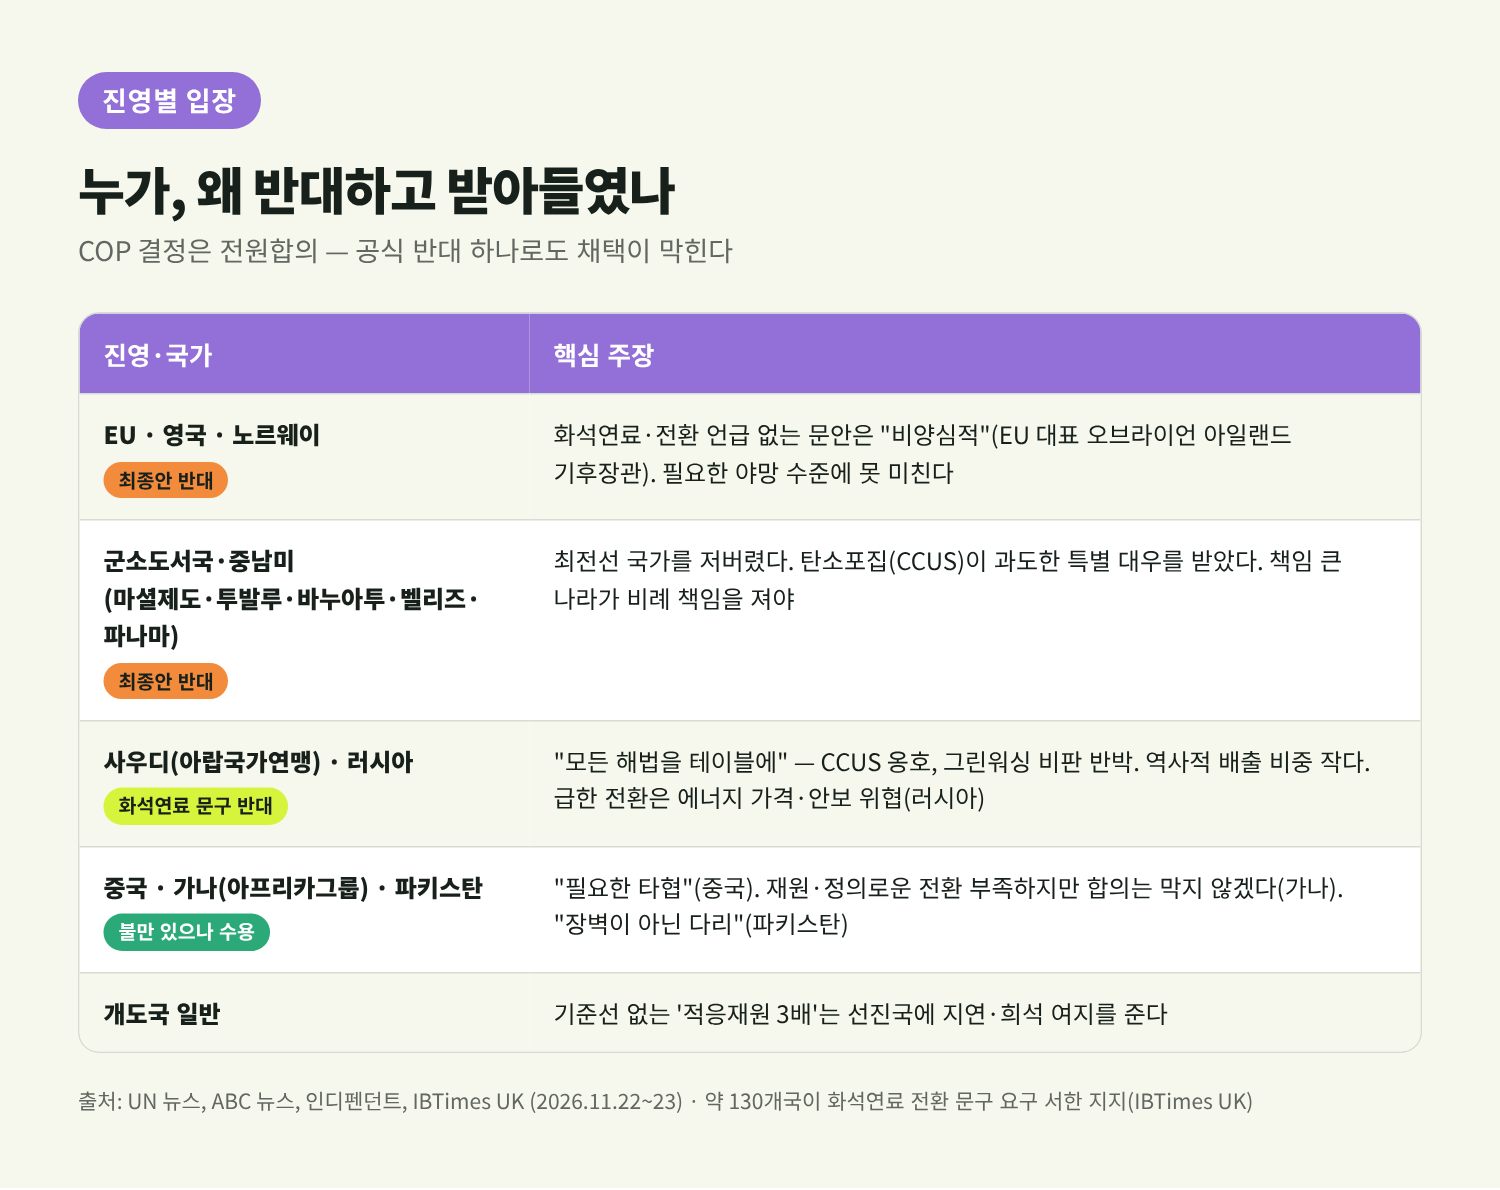 진영별 입장
누가, 왜 반대하고 받아들였나
COP 결정은 전원합의 — 공식 반대 하나로도 채택이 막힌다
진영·국가
핵심 주장
EU · 영국 · 노르웨이
최종안 반대
화석연료·전환 언급 없는 문안은 "비양심적"(EU 대표 오브라이언 아일랜드
기후장관). 필요한 야망 수준에 못 미친다
군소도서국·중남미
(마셜제도·투발루·바누아투·벨리즈·
파나마)
최종안 반대
최전선 국가를 저버렸다. 탄소포집(CCUS)이 과도한 특별 대우를 받았다. 책임 큰
나라가 비례 책임을 져야
사우디(아랍국가연맹) · 러시아
화석연료 문구 반대
"모든 해법을 테이블에" — CCUS 옹호, 그린워싱 비판 반박. 역사적 배출 비중 작다.
급한 전환은 에너지 가격·안보 위협(러시아)
중국 · 가나(아프리카그룹) · 파키스탄
불만 있으나 수용
"필요한 타협"(중국). 재원·정의로운 전환 부족하지만 합의는 막지 않겠다(가나).
"장벽이 아닌 다리"(파키스탄)
개도국 일반
기준선 없는 '적응재원 3배'는 선진국에 지연·희석 여지를 준다
출처: UN 뉴스, ABC 뉴스, 인디펜던트, IBTimes UK (2026.11.22~23) · 약 130개국이 화석연료 전환 문구 요구 서한 지지(IBTimes UK)